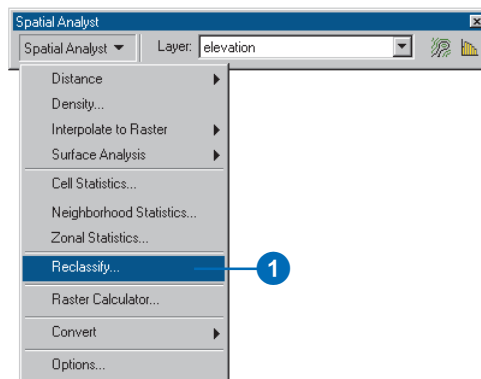 Spatial Analyst
Spatial Analyst Layer: elevation
Distance
Density...
Interpolate to Raster
Surface Analysis
Cell Statistics...
Neighborhood Statistics...
Zonal Statistics...
Reclassify... 1
Raster Calculator...
Convert
Options...